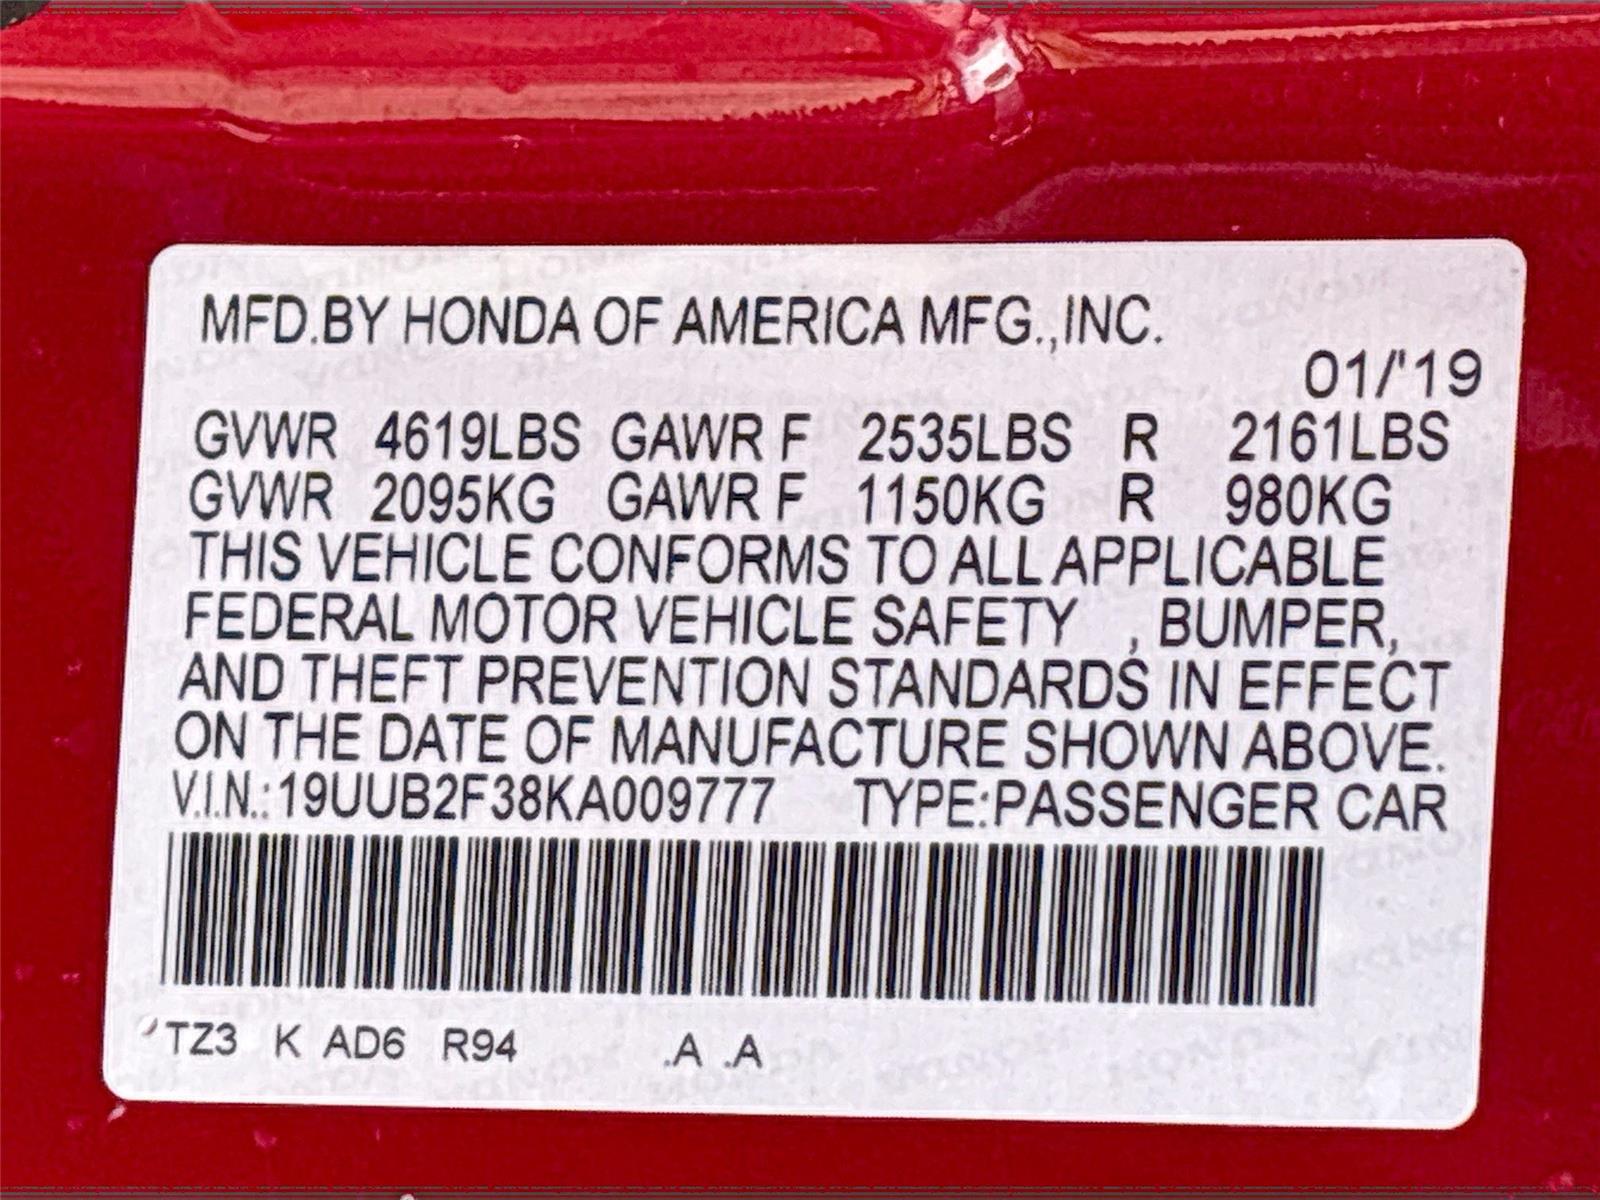 MFD.BY HONDA OF AMERICA MFG.,INC.
01/'19
GVWR 4619LBS GAWR F 2535LBS R 2161LBS
GVWR 2095KG GAWR F 1150KG R 980KG
THIS VEHICLE CONFORMS TO ALL APPLICABLE
FEDERAL MOTOR VEHICLE SAFETY , BUMPER,
AND THEFT PREVENTION STANDARDS IN EFFECT
ON THE DATE OF MANUFACTURE SHOWN ABOVE.
V.I.N.:19UUB2F38KA009777 TYPE:PASSENGER CAR
TZ3 K AD6 R94 .A .A